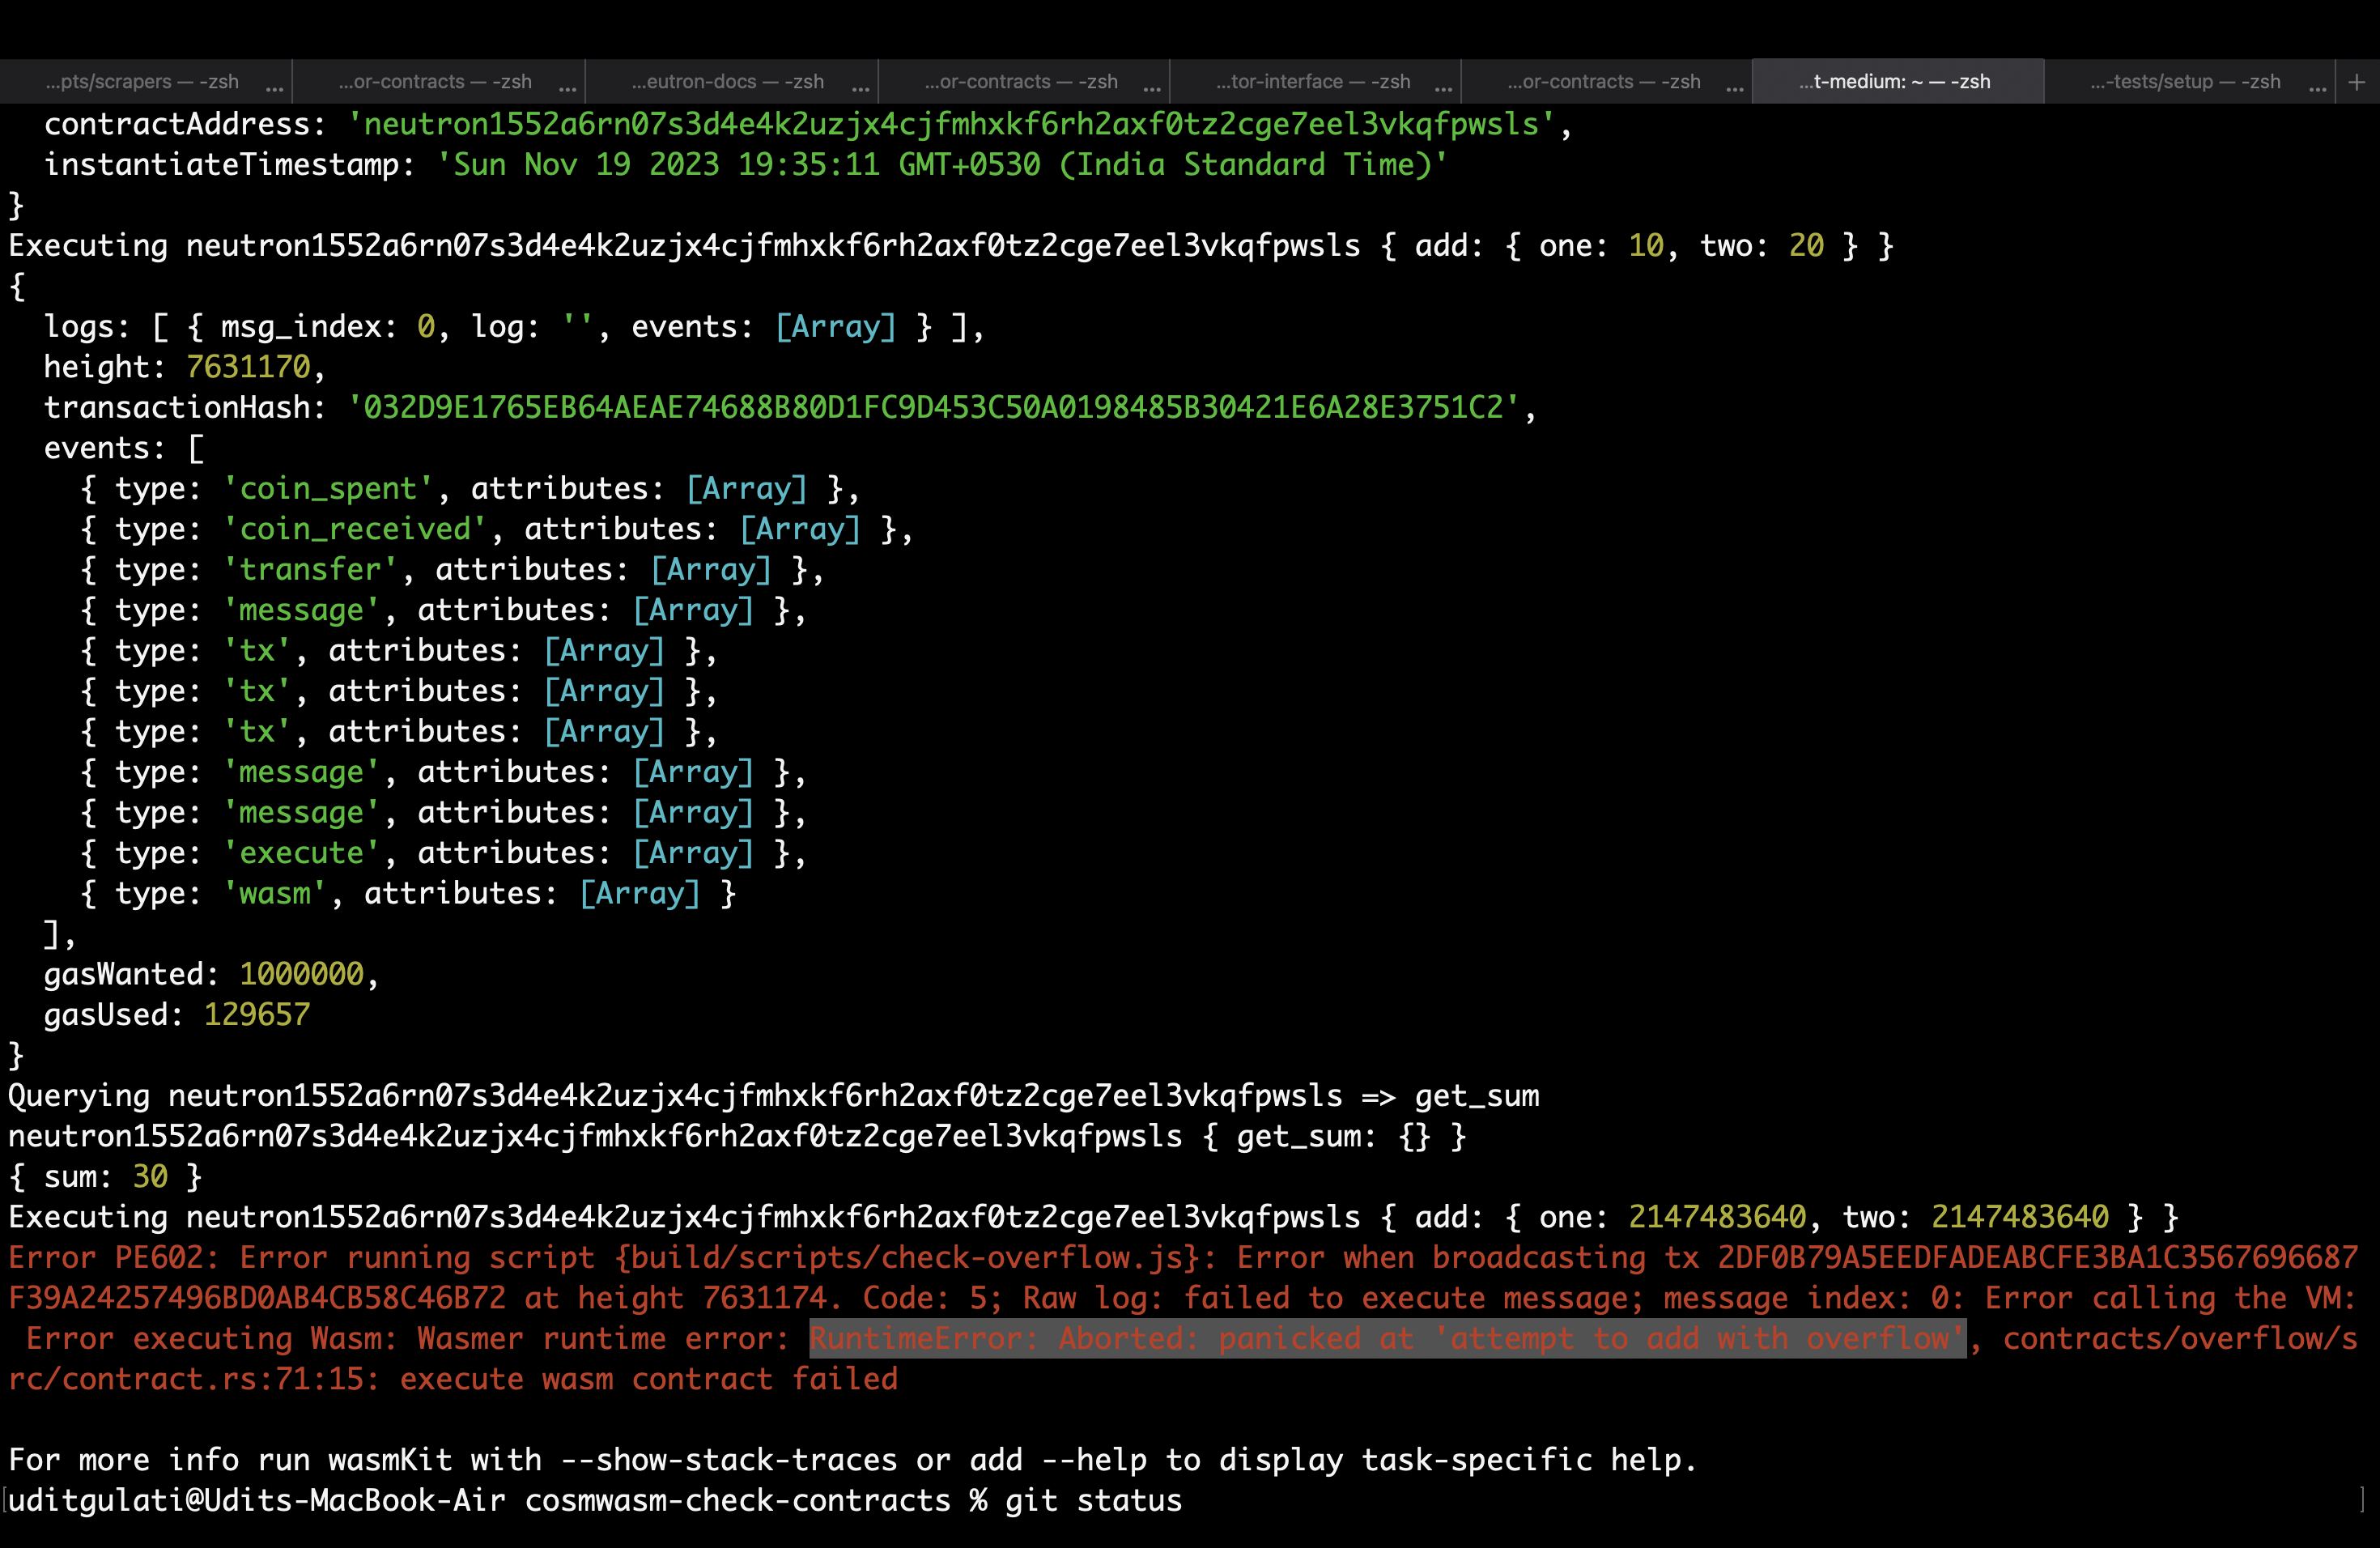 ...pts/scrapers — -zsh ... ...or-contracts — -zsh ... ...eutron-docs — -zsh ... ...or-contracts — -zsh ... ...tor-interface — -zsh ... ...or-contracts — -zsh ... ...t-medium: ~ — -zsh ...-tests/setup — -zsh ... +
contractAddress: 'neutron1552a6rn07s3d4e4k2uzjx4cjfmhxkf6rh2axf0tz2cge7eel3vkqfpwsls',
instantiateTimestamp: 'Sun Nov 19 2023 19:35:11 GMT+0530 (India Standard Time)'
}
Executing neutron1552a6rn07s3d4e4k2uzjx4cjfmhxkf6rh2axf0tz2cge7eel3vkqfpwsls { add: { one: 10, two: 20 } }
{
logs: [ { msg_index: 0, log: '', events: [Array] } ],
height: 7631170,
transactionHash: '032D9E1765EB64AEAE74688B80D1FC9D453C50A0198485B30421E6A28E3751C2',
events: [
{ type: 'coin_spent', attributes: [Array] },
{ type: 'coin_received', attributes: [Array] },
{ type: 'transfer', attributes: [Array] },
{ type: 'message', attributes: [Array] },
{ type: 'tx', attributes: [Array] },
{ type: 'tx', attributes: [Array] },
{ type: 'tx', attributes: [Array] },
{ type: 'message', attributes: [Array] },
{ type: 'message', attributes: [Array] },
{ type: 'execute', attributes: [Array] },
{ type: 'wasm', attributes: [Array] }
],
gasWanted: 1000000,
gasUsed: 129657
}
Querying neutron1552a6rn07s3d4e4k2uzjx4cjfmhxkf6rh2axf0tz2cge7eel3vkqfpwsls => get_sum
neutron1552a6rn07s3d4e4k2uzjx4cjfmhxkf6rh2axf0tz2cge7eel3vkqfpwsls { get_sum: {} }
{ sum: 30 }
Executing neutron1552a6rn07s3d4e4k2uzjx4cjfmhxkf6rh2axf0tz2cge7eel3vkqfpwsls { add: { one: 2147483640, two: 2147483640 } }
Error PE602: Error running script {build/scripts/check-overflow.js}: Error when broadcasting tx 2DF0B79A5EEDFADEABCFE3BA1C3567696687
F39A24257496BD0AB4CB58C46B72 at height 7631174. Code: 5; Raw log: failed to execute message; message index: 0: Error calling the VM:
Error executing Wasm: Wasmer runtime error: RuntimeError: Aborted: panicked at 'attempt to add with overflow', contracts/overflow/s
rc/contract.rs:71:15: execute wasm contract failed
For more info run wasmKit with --show-stack-traces or add --help to display task-specific help.
[uditgulati@Udits-MacBook-Air cosmwasm-check-contracts % git status ]